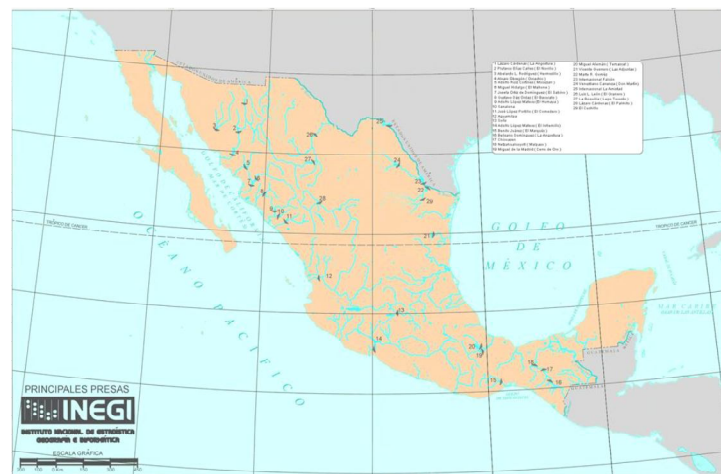 1 Lázaro Cárdenas ( La Angostura )
2 Plutarco Elías Calles ( El Novillo )
3 Abelardo L. Rodríguez ( Hermosillo )
4 Álvaro Obregón ( Oviachic )
5 Adolfo Ruiz Cortines ( Mocúzari )
6 Miguel Hidalgo ( El Mahone )
7 Josefa Ortiz de Domínguez ( El Sabino )
8 Gustavo Díaz Ordaz ( El Bacurato )
9 Adolfo López Mateos ( El Humaya )
10 Sanalona
11 José López Portillo ( El Comedero )
12 Aguamilpa
13 Solís
14 Adolfo López Mateos ( El Infiernillo )
15 Benito Juárez ( El Marqués )
16 Belisario Domínguez ( La Angostura )
17 Chicoasén
18 Netzahualcóyotl ( Malpaso )
19 Miguel de la Madrid ( Cerro de Oro )
20 Miguel Alemán ( Temascal )
21 Vicente Guerrero ( Las Adjuntas )
22 Marte R. Gómez
23 Internacional Falcón
24 Venustiano Carranza ( Don Martín )
25 Internacional La Amistad
26 Luis L. León ( El Granero )
28 Lázaro Cárdenas ( El Palmito )
29 El Cuchillo
TRÓPICO DE CÁNCER
GOLFO
DE
MÉXICO
TRÓPICO DE CÁNCER
OCÉANO PACÍFICO
GOLFO DE CALIFORNIA
MAR CARIBE
GUATEMALA
PRINCIPALES PRESAS
INEGI
INSTITUTO NACIONAL DE ESTADÍSTICA
GEOGRAFÍA E INFORMÁTICA
ESCALA GRÁFICA